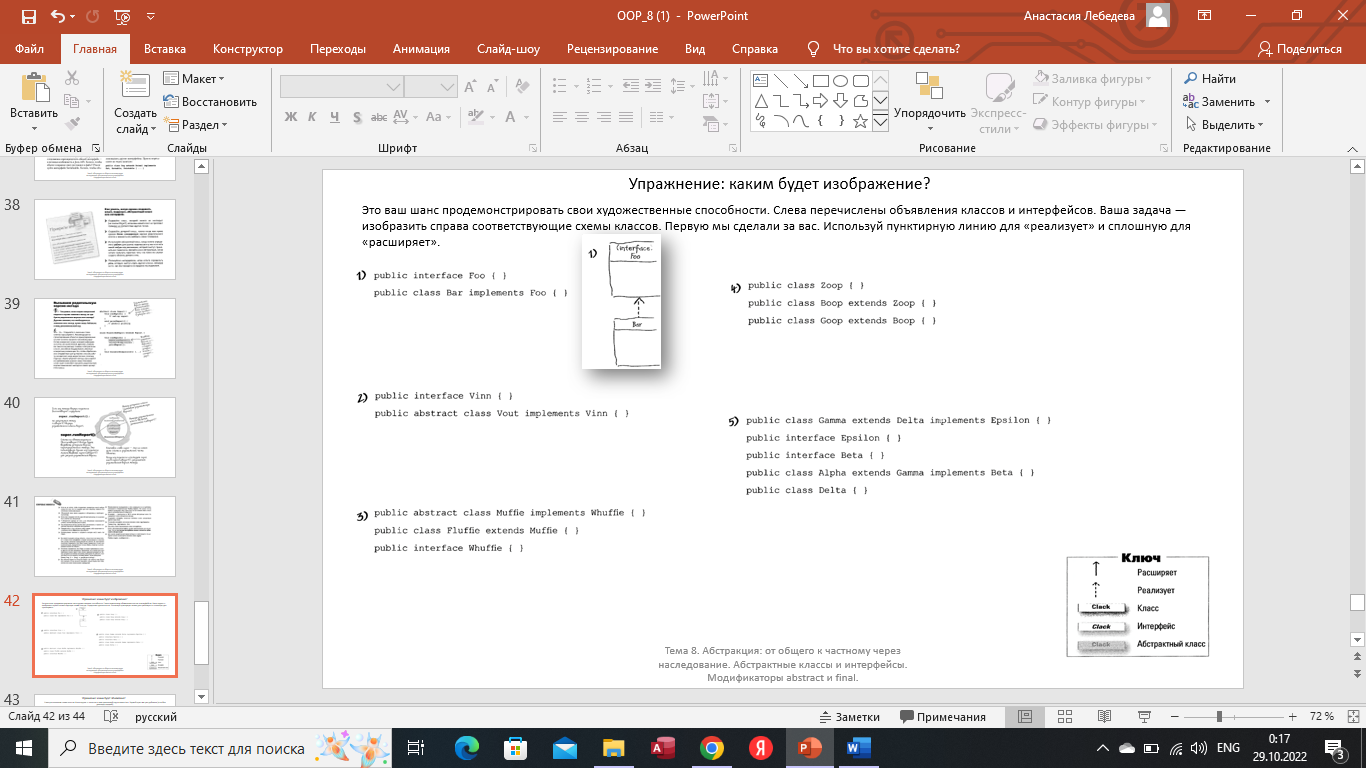 OOP_8 (1) - PowerPoint
Анастасия Лебедева
Файл
Главная
Вставка
Конструктор
Переходы
Анимация
Слайд-шоу
Рецензирование
Вид
Справка
Что вы хотите сделать?
Поделиться
Вставить
Буфер обмена
Создать слайд
Макет
Восстановить
Раздел
Слайды
Ж К Ч S abc AV Aa
Шрифт
Абзац
Упорядочить
Экспресс-стили
Заливка фигуры
Контур фигуры
Эффекты фигуры
Рисование
Найти
Заменить
Выделить
Редактирование
38
39
40
41
42
43
Упражнение: каким будет изображение?
Это ваш шанс продемонстрировать свои художественные способности. Слева перечислены объявления классов и интерфейсов. Ваша задача —
изобразить справа соответствующие схемы классов. Первую мы сделали за вас. Используй пунктирную линию для «реализует» и сплошную для
«расширяет».
1) public interface Foo { }
public class Bar implements Foo { }
1)
(interface)
Foo
Bar
2) public interface Vinn { }
public abstract class Vout implements Vinn { }
3) public abstract class Muffie implements Whuffie { }
public class Fluffie extends Muffie { }
public interface Whuffie { }
4) public class Zoop { }
public class Boop extends Zoop { }
public class Goop extends Boop { }
5) public class Gamma extends Delta implements Epsilon { }
public interface Epsilon { }
public interface Beta { }
public class Alpha extends Gamma implements Beta { }
public class Delta { }
Ключ
Расширяет
Реализует
Clack Класс
Clack Интерфейс
Clack Абстрактный класс
Тема 8. Абстракция: от общего к частному через
наследование. Абстрактные классы и интерфейсы.
Модификаторы abstract и final.
Слайд 42 из 44
русский
Заметки
Примечания
72 %
Введите здесь текст для поиска
ENG
0:17
29.10.2022
3